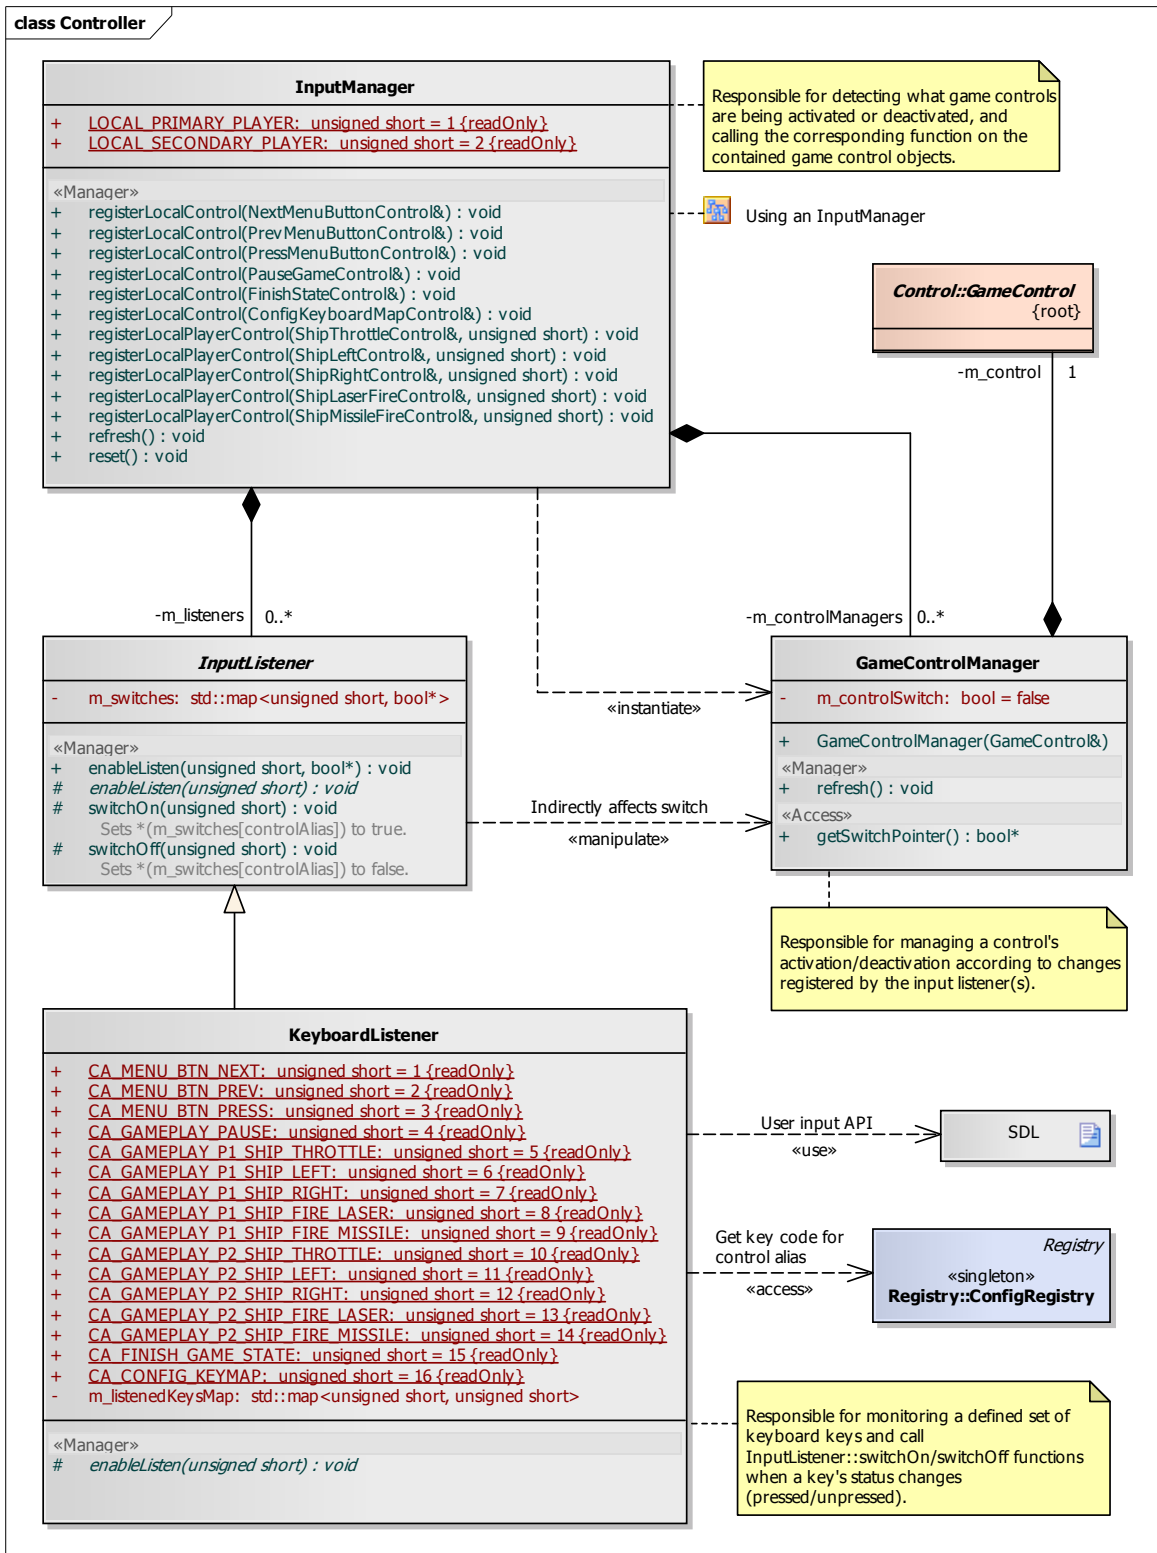 class Controller
InputManager
+ LOCAL_PRIMARY_PLAYER:  unsigned short = 1 {readOnly}
+ LOCAL_SECONDARY_PLAYER:  unsigned short = 2 {readOnly}
«Manager»
+ registerLocalControl(NextMenuButtonControl&) : void
+ registerLocalControl(PrevMenuButtonControl&) : void
+ registerLocalControl(PressMenuButtonControl&) : void
+ registerLocalControl(PauseGameControl&) : void
+ registerLocalControl(FinishStateControl&) : void
+ registerLocalControl(ConfigKeyboardMapControl&) : void
+ registerLocalPlayerControl(ShipThrottleControl&, unsigned short) : void
+ registerLocalPlayerControl(ShipLeftControl&, unsigned short) : void
+ registerLocalPlayerControl(ShipRightControl&, unsigned short) : void
+ registerLocalPlayerControl(ShipLaserFireControl&, unsigned short) : void
+ registerLocalPlayerControl(ShipMissileFireControl&, unsigned short) : void
+ refresh() : void
+ reset() : void
Responsible for detecting what game controls
are being activated or deactivated, and
calling the corresponding function on the
contained game control objects.
Using an InputManager
Control::GameControl
{root}
-m_control 1
-m_listeners 0..*
-m_controlManagers 0..*
InputListener
- m_switches:  std::map<unsigned short, bool*>
«Manager»
+ enableListen(unsigned short, bool*) : void
# enableListen(unsigned short) : void
# switchOn(unsigned short) : void
Sets *(m_switches[controlAlias]) to true.
# switchOff(unsigned short) : void
Sets *(m_switches[controlAlias]) to false.
«instantiate»
Indirectly affects switch
«manipulate»
GameControlManager
- m_controlSwitch:  bool = false
+ GameControlManager(GameControl&)
«Manager»
+ refresh() : void
«Access»
+ getSwitchPointer() : bool*
Responsible for managing a control's
activation/deactivation according to changes
registered by the input listener(s).
KeyboardListener
+ CA_MENU_BTN_NEXT:  unsigned short = 1 {readOnly}
+ CA_MENU_BTN_PREV:  unsigned short = 2 {readOnly}
+ CA_MENU_BTN_PRESS:  unsigned short = 3 {readOnly}
+ CA_GAMEPLAY_PAUSE:  unsigned short = 4 {readOnly}
+ CA_GAMEPLAY_P1_SHIP_THROTTLE:  unsigned short = 5 {readOnly}
+ CA_GAMEPLAY_P1_SHIP_LEFT:  unsigned short = 6 {readOnly}
+ CA_GAMEPLAY_P1_SHIP_RIGHT:  unsigned short = 7 {readOnly}
+ CA_GAMEPLAY_P1_SHIP_FIRE_LASER:  unsigned short = 8 {readOnly}
+ CA_GAMEPLAY_P1_SHIP_FIRE_MISSILE:  unsigned short = 9 {readOnly}
+ CA_GAMEPLAY_P2_SHIP_THROTTLE:  unsigned short = 10 {readOnly}
+ CA_GAMEPLAY_P2_SHIP_LEFT:  unsigned short = 11 {readOnly}
+ CA_GAMEPLAY_P2_SHIP_RIGHT:  unsigned short = 12 {readOnly}
+ CA_GAMEPLAY_P2_SHIP_FIRE_LASER:  unsigned short = 13 {readOnly}
+ CA_GAMEPLAY_P2_SHIP_FIRE_MISSILE:  unsigned short = 14 {readOnly}
+ CA_FINISH_GAME_STATE:  unsigned short = 15 {readOnly}
+ CA_CONFIG_KEYMAP:  unsigned short = 16 {readOnly}
- m_listenedKeysMap:  std::map<unsigned short, unsigned short>
«Manager»
# enableListen(unsigned short) : void
User input API
«use»
SDL
Get key code for
control alias
«access»
Registry
«singleton»
Registry::ConfigRegistry
Responsible for monitoring a defined set of
keyboard keys and call
InputListener::switchOn/switchOff functions
when a key's status changes
(pressed/unpressed).